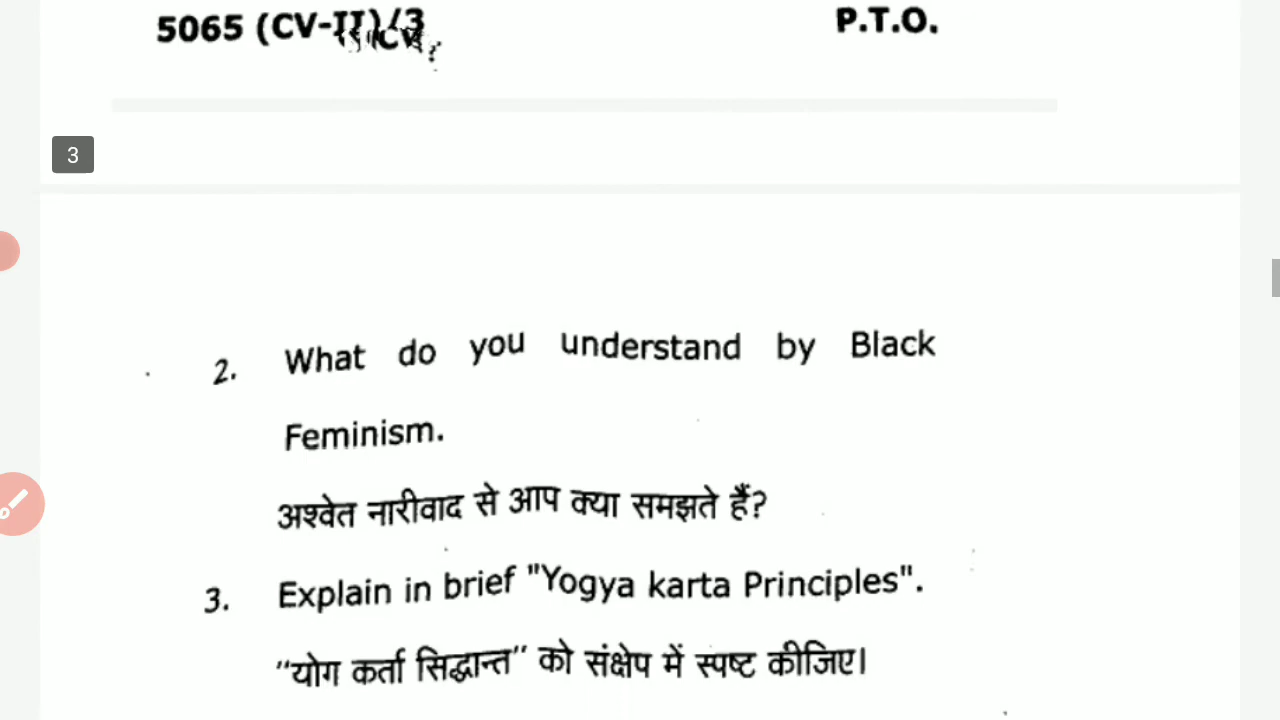 5065 (CV-II)/3
P.T.O.
3
2. What do you understand by Black
Feminism.
अश्वेत नारीवाद से आप क्या समझते हैं?
3. Explain in brief "Yogya karta Principles".
"योग कर्ता सिद्धान्त" को संक्षेप में स्पष्ट कीजिए।